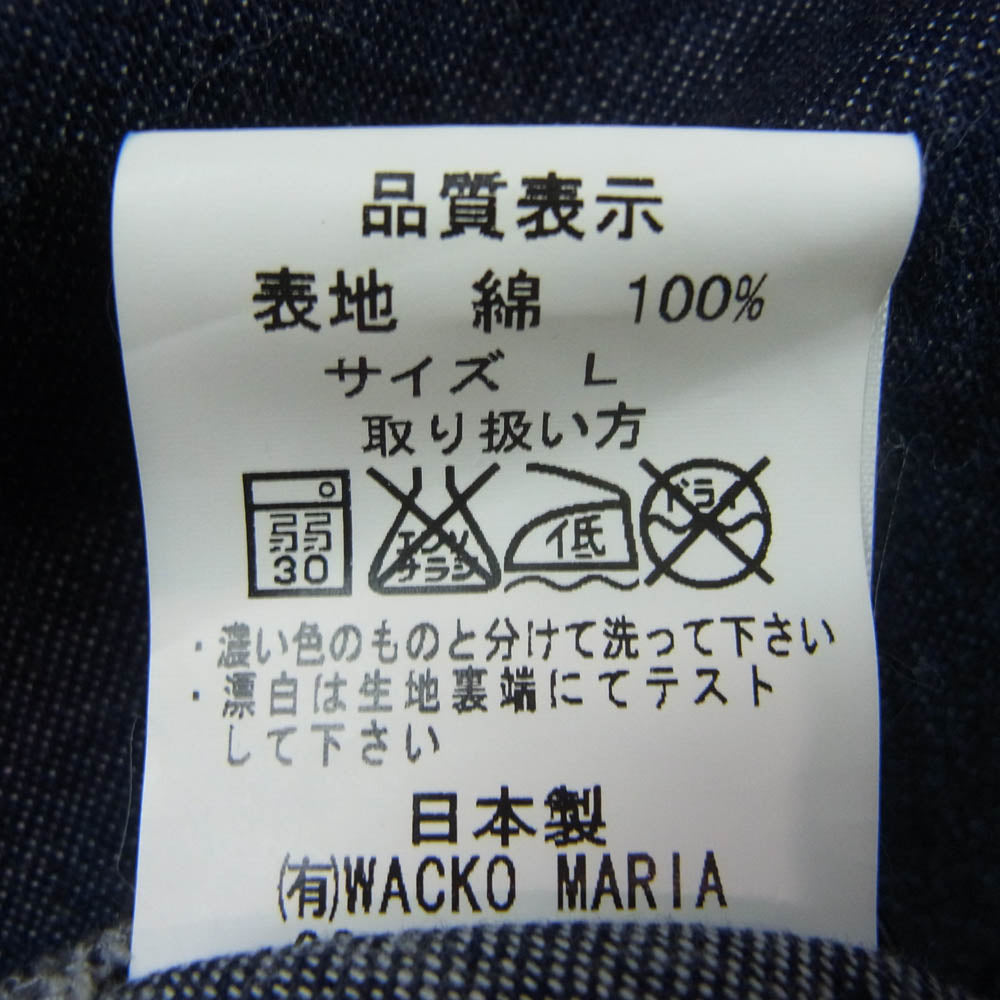 品質表示
表地 綿 100%
サイズ L
取り扱い方
弱 30 エンソサラシ 低 ドライ
・濃い色のものと分けて洗って下さい
・漂白は生地裏端にてテスト
して下さい
日本製
(有)WACKO MARIA